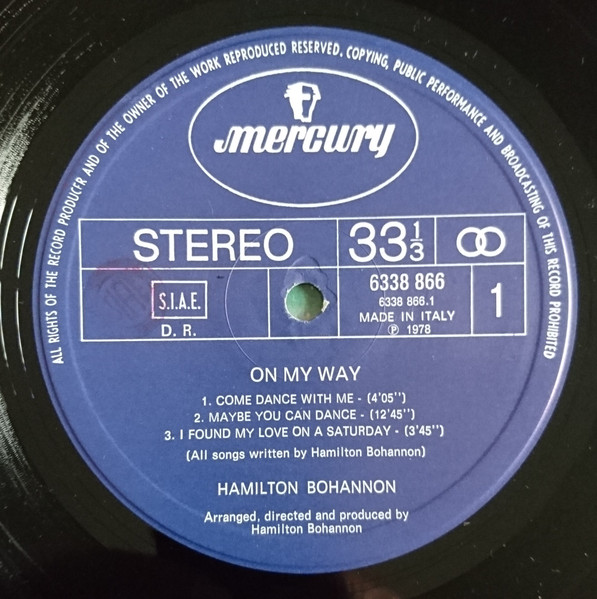 ALL RIGHTS OF THE RECORD PRODUCER AND OF THE OWNER OF THE WORK REPRODUCED RESERVED, COPYING, PUBLIC PERFORMANCE AND BROADCASTING OF THIS RECORD PROHIBITED
mercury
STEREO 33 1/3
S.I.A.E.
D. R.
6338 866
6338 866.1
MADE IN ITALY
℗ 1978
1
ON MY WAY
1. COME DANCE WITH ME - (4'05'')
2. MAYBE YOU CAN DANCE - (12'45'')
3. I FOUND MY LOVE ON A SATURDAY - (3'45'')
(All songs written by Hamilton Bohannon)
HAMILTON BOHANNON
Arranged, directed and produced by
Hamilton Bohannon